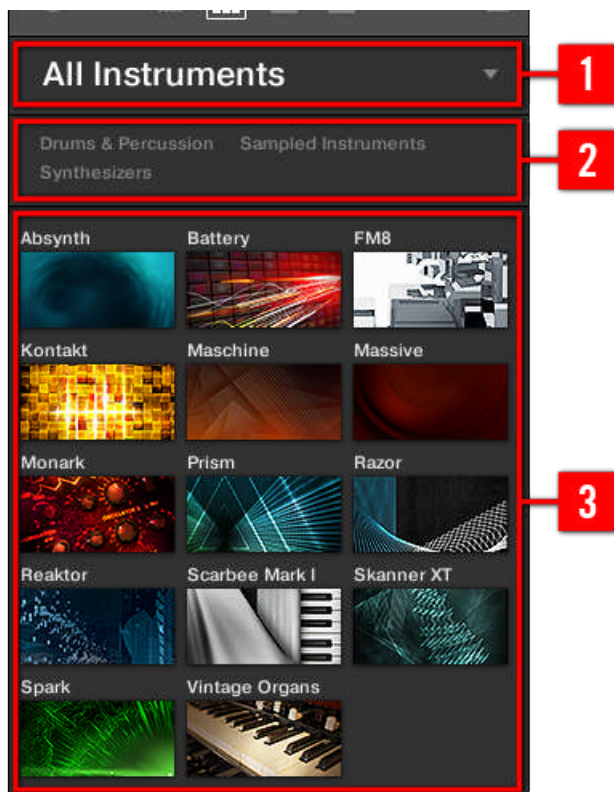 All Instruments
1
Drums & Percussion Sampled Instruments
Synthesizers
2
Absynth Battery FM8
Kontakt Maschine Massive
Monark Prism Razor
3
Reaktor Scarbee Mark I Skanner XT
Spark Vintage Organs